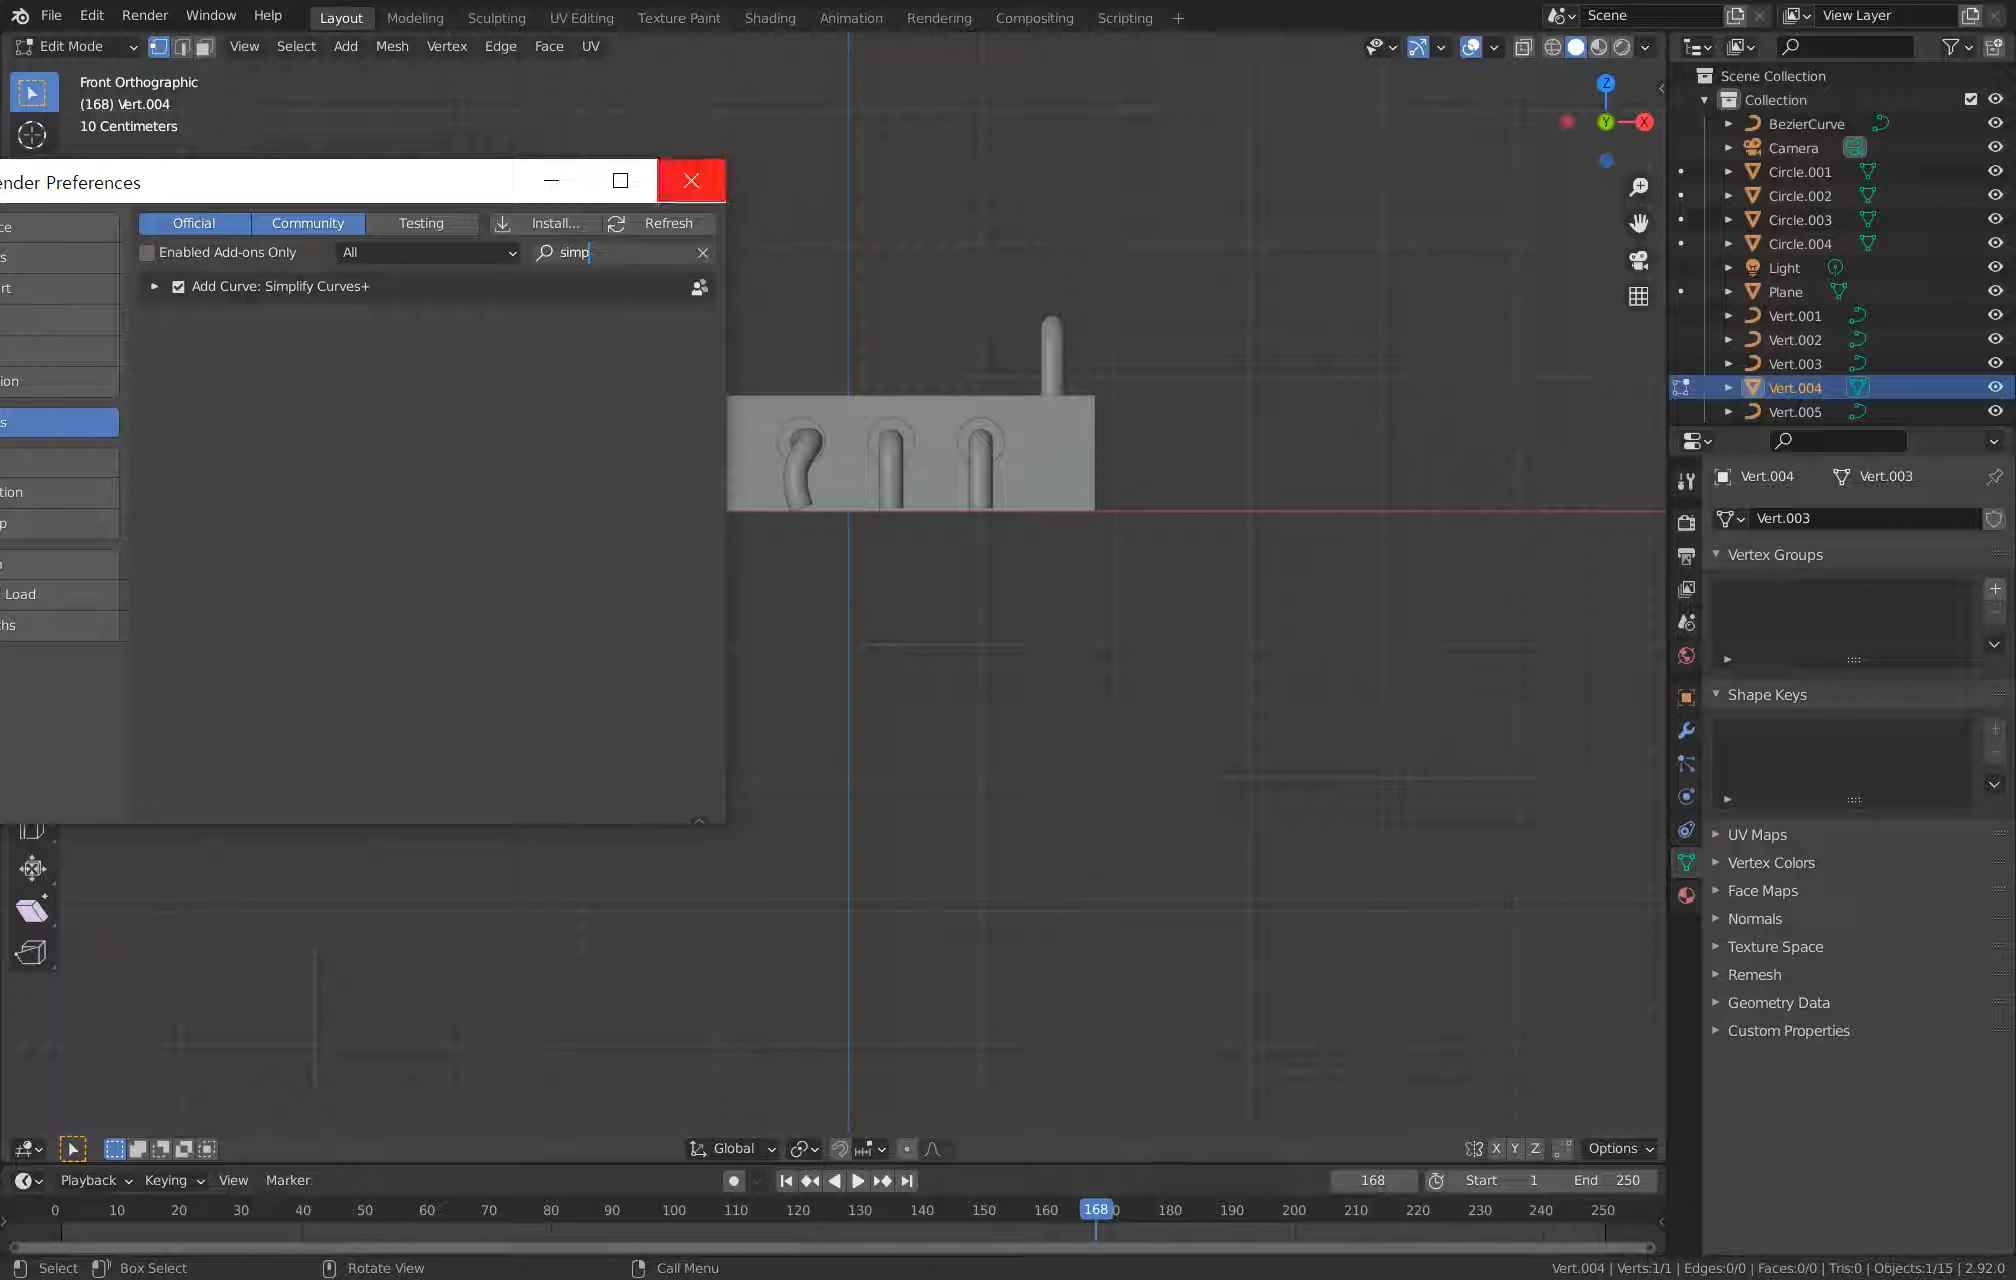 File Edit Render Window Help Layout Modeling Sculpting UV Editing Texture Paint Shading Animation Rendering Compositing Scripting + Scene View Layer
Edit Mode View Select Add Mesh Vertex Edge Face UV
Front Orthographic
(168) Vert.004
10 Centimeters
Z
Y
X
ender Preferences
Official Community Testing Install... Refresh
Enabled Add-ons Only All simp
Add Curve: Simplify Curves+
ce
s
rt
ion
s
tion
p
n
Load
ths
Scene Collection
Collection
BezierCurve
Camera
Circle.001
Circle.002
Circle.003
Circle.004
Light
Plane
Vert.001
Vert.002
Vert.003
Vert.004
Vert.005
Vert.004 Vert.003
Vert.003
Vertex Groups
Shape Keys
UV Maps
Vertex Colors
Face Maps
Normals
Texture Space
Remesh
Geometry Data
Custom Properties
Global X Y Z Options
Playback Keying View Marker 168 Start 1 End 250
0 10 20 30 40 50 60 70 80 90 100 110 120 130 140 150 160 168 0 180 190 200 210 220 230 240 250
Select Box Select Rotate View Call Menu Vert.004 | Verts:1/1 | Edges:0/0 | Faces:0/0 | Tris:0 | Objects:1/15 | 2.92.0